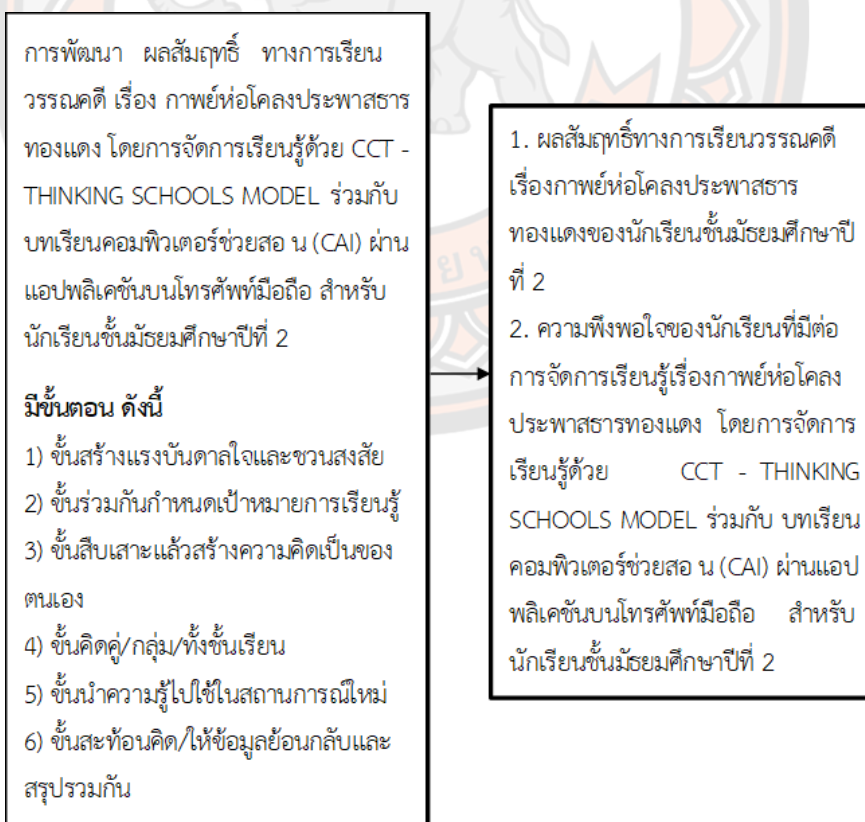 การพัฒนา ผลสัมฤทธิ์ ทางการเรียน
วรรณคดี เรื่อง กาพย์ห่อโคลงประพาสธาร
ทองแดง โดยการจัดการเรียนรู้ด้วย CCT -
THINKING SCHOOLS MODEL ร่วมกับ
บทเรียนคอมพิวเตอร์ช่วยสอ น (CAI) ผ่าน
แอปพลิเคชันบนโทรศัพท์มือถือ สำหรับ
นักเรียนชั้นมัธยมศึกษาปีที่ 2
มีขั้นตอน ดังนี้
1) ขั้นสร้างแรงบันดาลใจและชวนสงสัย
2) ขั้นร่วมกันกำหนดเป้าหมายการเรียนรู้
3) ขั้นสืบเสาะแล้วสร้างความคิดเป็นของ
ตนเอง
4) ขั้นคิดคู่/กลุ่ม/ทั้งชั้นเรียน
5) ขั้นนำความรู้ไปใช้ในสถานการณ์ใหม่
6) ขั้นสะท้อนคิด/ให้ข้อมูลย้อนกลับและ
สรุปรวมกัน
1. ผลสัมฤทธิ์ทางการเรียนวรรณคดี
เรื่องกาพย์ห่อโคลงประพาสธาร
ทองแดงของนักเรียนชั้นมัธยมศึกษาปี
ที่ 2
2. ความพึงพอใจของนักเรียนที่มีต่อ
การจัดการเรียนรู้เรื่องกาพย์ห่อโคลง
ประพาสธารทองแดง โดยการจัดการ
เรียนรู้ด้วย CCT - THINKING
SCHOOLS MODEL ร่วมกับ บทเรียน
คอมพิวเตอร์ช่วยสอ น (CAI) ผ่านแอป
พลิเคชันบนโทรศัพท์มือถือ สำหรับ
นักเรียนชั้นมัธยมศึกษาปีที่ 2